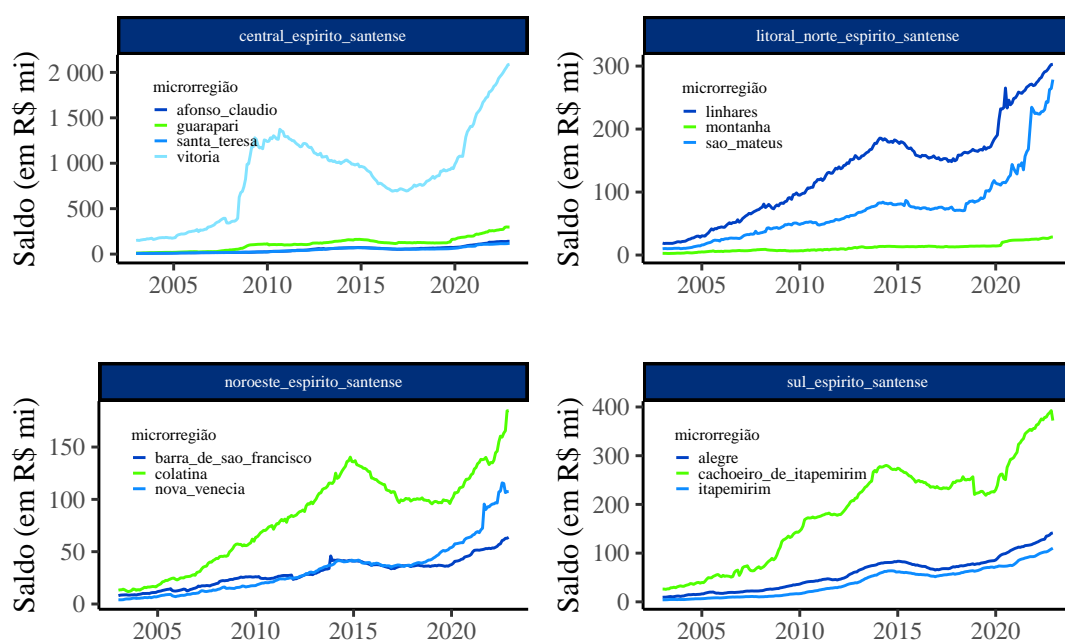 central_espirito_santense
Saldo (em R$ mi)
2 000
1 500
1 000
500
0
microrregião
afonso_claudio
guarapari
santa_teresa
vitoria
2005 2010 2015 2020
litoral_norte_espirito_santense
Saldo (em R$ mi)
300
200
100
0
microrregião
linhares
montanha
sao_mateus
2005 2010 2015 2020
noroeste_espirito_santense
Saldo (em R$ mi)
150
100
50
0
microrregião
barra_de_sao_francisco
colatina
nova_venecia
2005 2010 2015 2020
sul_espirito_santense
Saldo (em R$ mi)
400
300
200
100
0
microrregião
alegre
cachoeiro_de_itapemirim
itapemirim
2005 2010 2015 2020